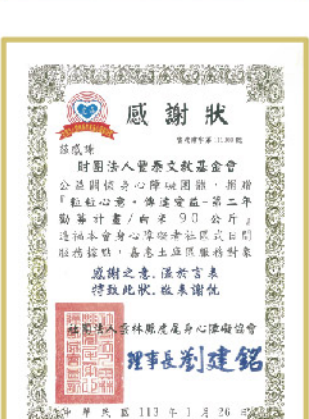 感謝狀
茲感謝
財團法人豐泰文教基金會
公益關懷身心障礙團體,捐贈
『粒粒心意。傳遞愛益-第二年
勸募計畫/白米 90 公斤』
造福本會身心障礙者社區式日間
服務據點,嘉惠土庫區服務對象
感謝之意、溢於言表
特致此狀、敬表謝忱
社團法人雲林縣虎尾身心障礙協會
理事長劉建銘
中華民國 113 年 1 月 26 日